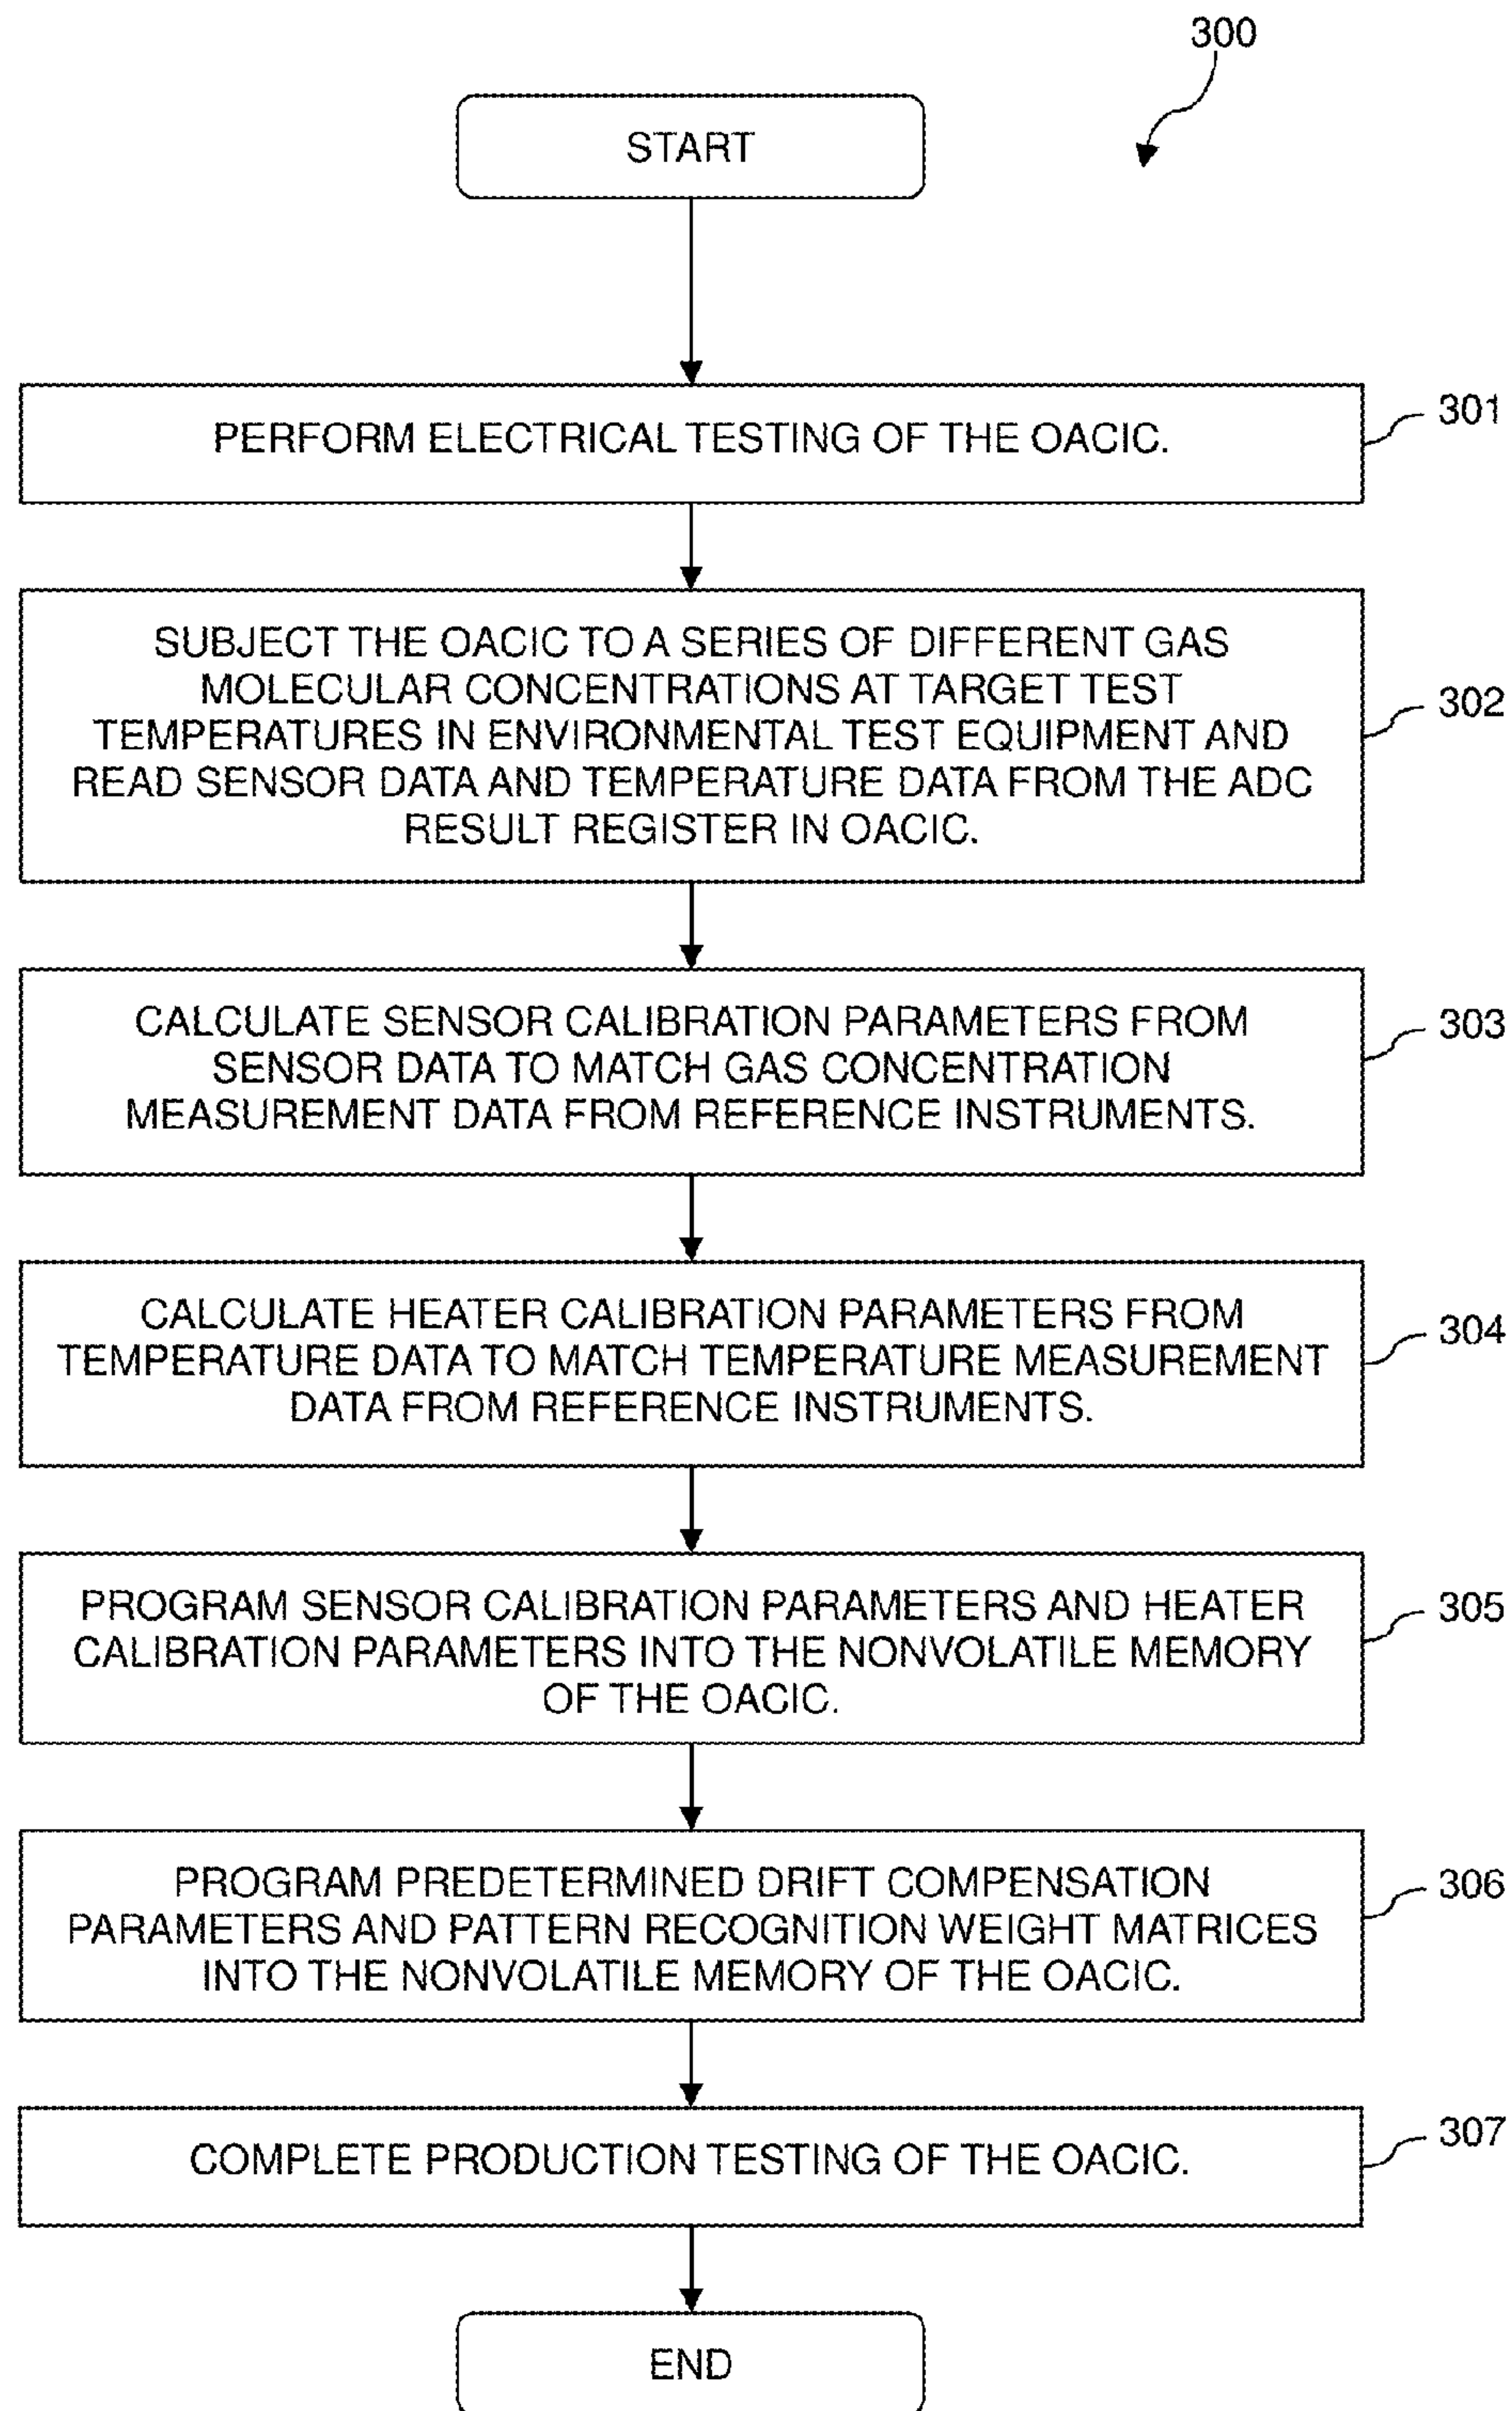 300
START
PERFORM ELECTRICAL TESTING OF THE OACIC.
301
SUBJECT THE OACIC TO A SERIES OF DIFFERENT GAS
MOLECULAR CONCENTRATIONS AT TARGET TEST
TEMPERATURES IN ENVIRONMENTAL TEST EQUIPMENT AND
READ SENSOR DATA AND TEMPERATURE DATA FROM THE ADC
RESULT REGISTER IN OACIC.
302
CALCULATE SENSOR CALIBRATION PARAMETERS FROM
SENSOR DATA TO MATCH GAS CONCENTRATION
MEASUREMENT DATA FROM REFERENCE INSTRUMENTS.
303
CALCULATE HEATER CALIBRATION PARAMETERS FROM
TEMPERATURE DATA TO MATCH TEMPERATURE MEASUREMENT
DATA FROM REFERENCE INSTRUMENTS.
304
PROGRAM SENSOR CALIBRATION PARAMETERS AND HEATER
CALIBRATION PARAMETERS INTO THE NONVOLATILE MEMORY
OF THE OACIC.
305
PROGRAM PREDETERMINED DRIFT COMPENSATION
PARAMETERS AND PATTERN RECOGNITION WEIGHT MATRICES
INTO THE NONVOLATILE MEMORY OF THE OACIC.
306
COMPLETE PRODUCTION TESTING OF THE OACIC.
307
END